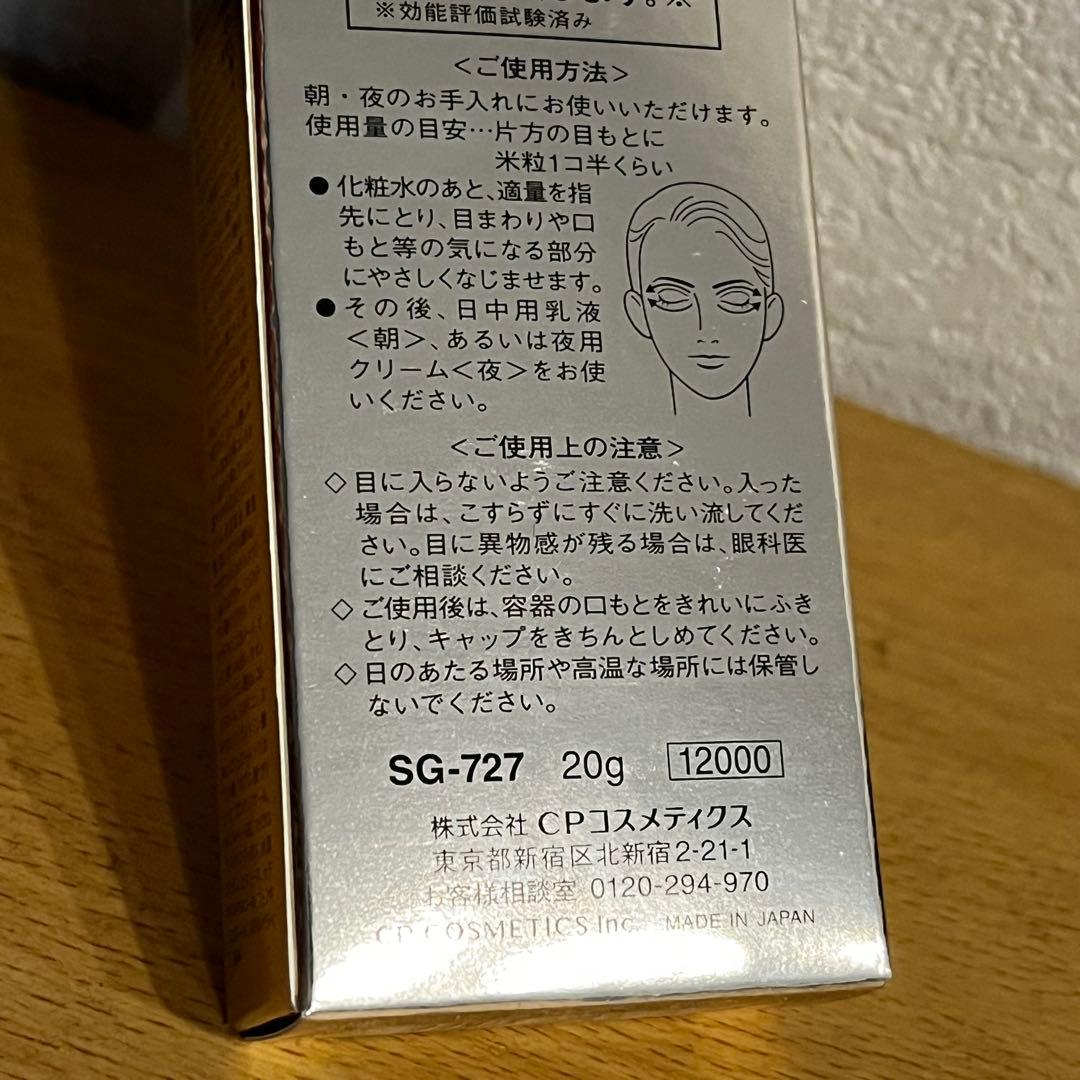 ※効能評価試験済み
＜ご使用方法＞
朝・夜のお手入れにお使いいただけます。
使用量の目安…片方の目もとに
米粒1コ半くらい
●化粧水のあと、適量を指
先にとり、目まわりや口
もと等の気になる部分
にやさしくなじませます。
●その後、日中用乳液
＜朝＞、あるいは夜用
クリーム＜夜＞をお使
いください。
＜ご使用上の注意＞
◇目に入らないようご注意ください。入った
場合は、こすらずにすぐに洗い流してくだ
さい。目に異物感が残る場合は、眼科医
にご相談ください。
◇ご使用後は、容器の口もとをきれいにふき
とり、キャップをきちんとしめてください。
◇日のあたる場所や高温な場所には保管し
ないでください。
SG-727 20g 12000
株式会社 CPコスメティクス
東京都新宿区北新宿2-21-1
お客様相談室 0120-294-970
CP COSMETICS Inc. MADE IN JAPAN